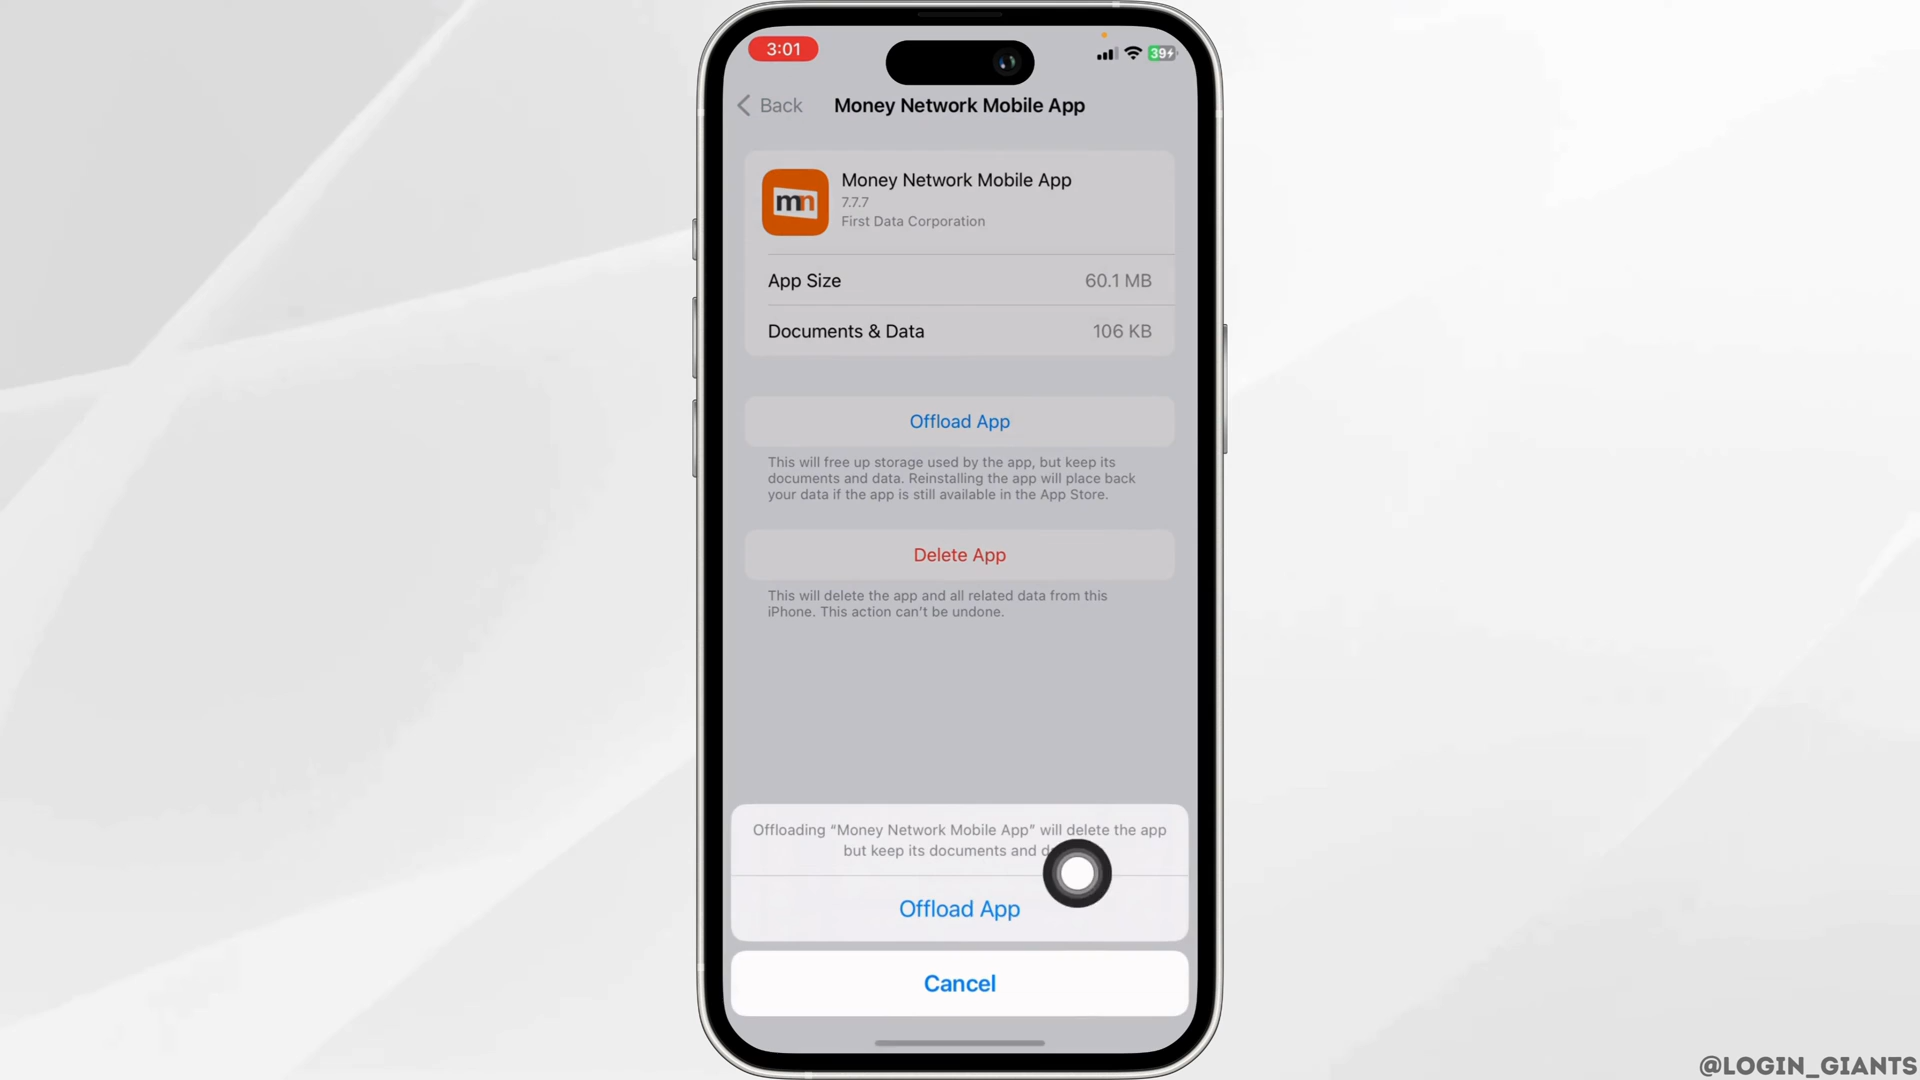 3:01
39
Back
Money Network Mobile App
mn
Money Network Mobile App
7.7.7
First Data Corporation
App Size 60.1 MB
Documents & Data 106 KB
Offload App
This will free up storage used by the app, but keep its
documents and data. Reinstalling the app will place back
your data if the app is still available in the App Store.
Delete App
This will delete the app and all related data from this
iPhone. This action can't be undone.
Offloading “Money Network Mobile App” will delete the app
but keep its documents and
Offload App
Cancel
@LOGIN_GIANTS